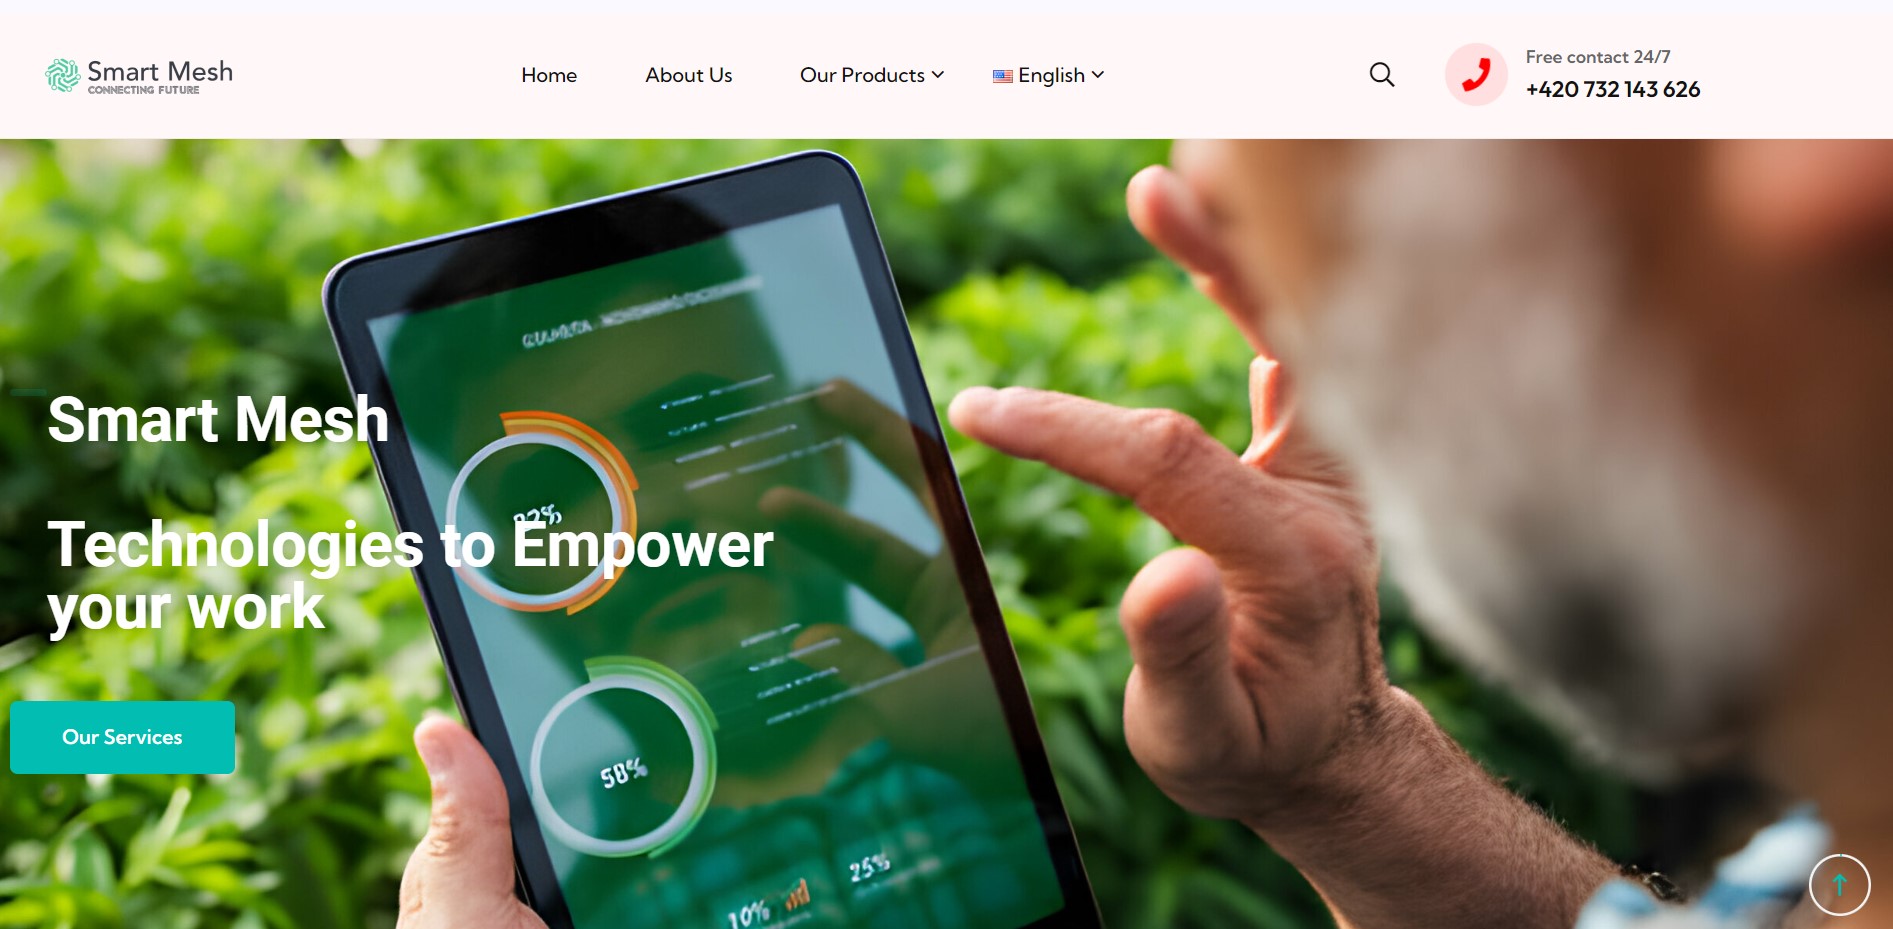 Smart Mesh
CONNECTING FUTURE
Home
About Us
Our Products
English
Free contact 24/7
+420 732 143 626
Smart Mesh
Technologies to Empower
your work
Our Services
58%
25%
10%